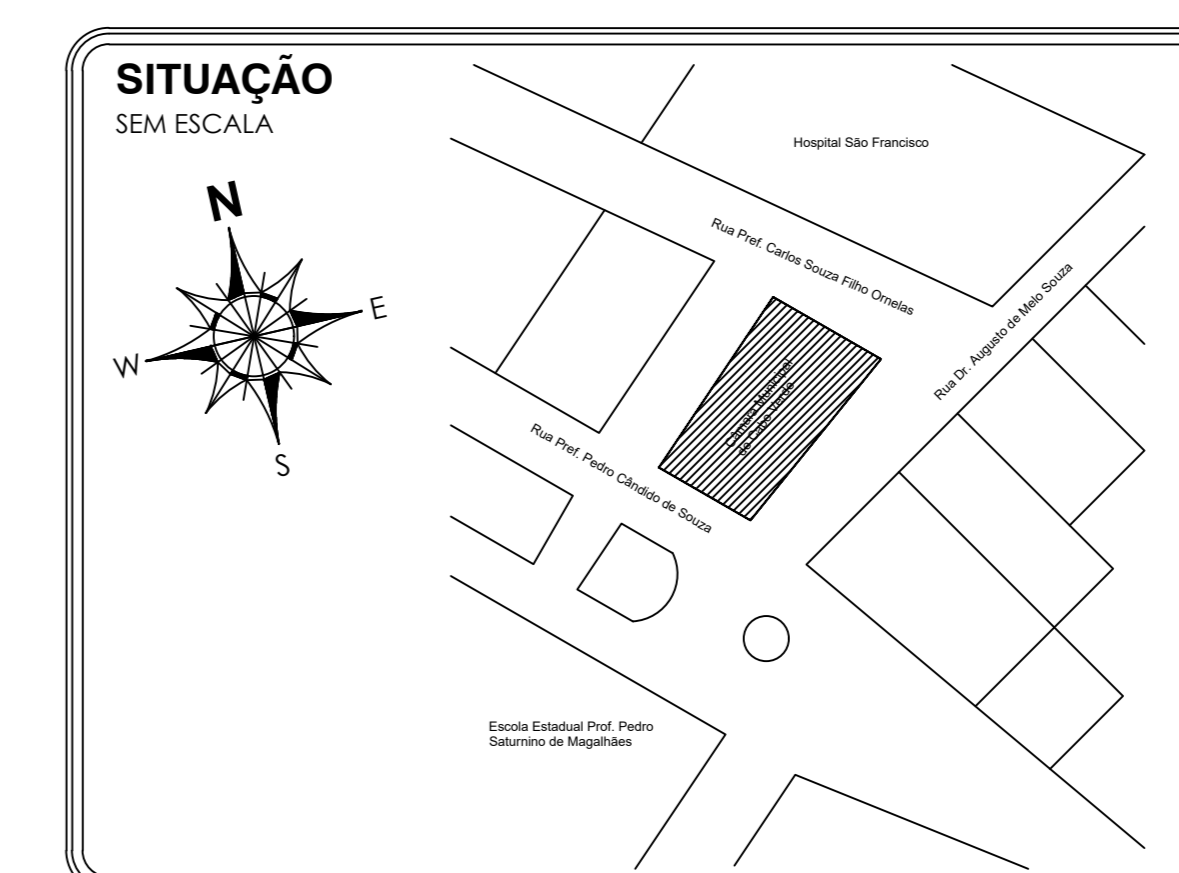 SITUAÇÃO
SEM ESCALA
N
E
W
S
Hospital São Francisco
Rua Pref. Carlos Souza Filho Ornelas
Rua Dr. Augusto de Melo Souza
Câmara Municipal
de Cabo Verde
Rua Pref. Pedro Cândido de Souza
Escola Estadual Prof. Pedro
Saturnino de Magalhães